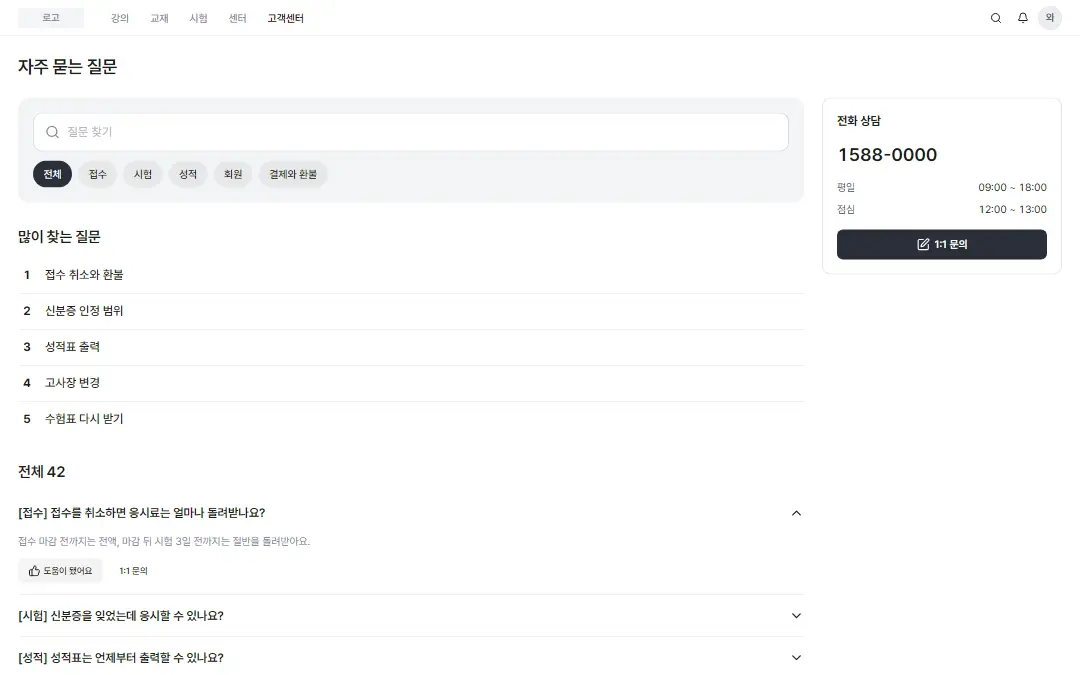 로고 강의 교재 시험 센터 고객센터 와
자주 묻는 질문
질문 찾기
전체 접수 시험 성적 회원 결제와 환불
많이 찾는 질문
1 접수 취소와 환불
2 신분증 인정 범위
3 성적표 출력
4 고사장 변경
5 수험표 다시 받기
전체 42
[접수] 접수를 취소하면 응시료는 얼마나 돌려받나요?
접수 마감 전까지는 전액, 마감 뒤 시험 3일 전까지는 절반을 돌려받아요.
도움이 됐어요 1:1 문의
[시험] 신분증을 잊었는데 응시할 수 있나요?
[성적] 성적표는 언제부터 출력할 수 있나요?
전화 상담
1588-0000
평일 09:00 ~ 18:00
점심 12:00 ~ 13:00
1:1 문의